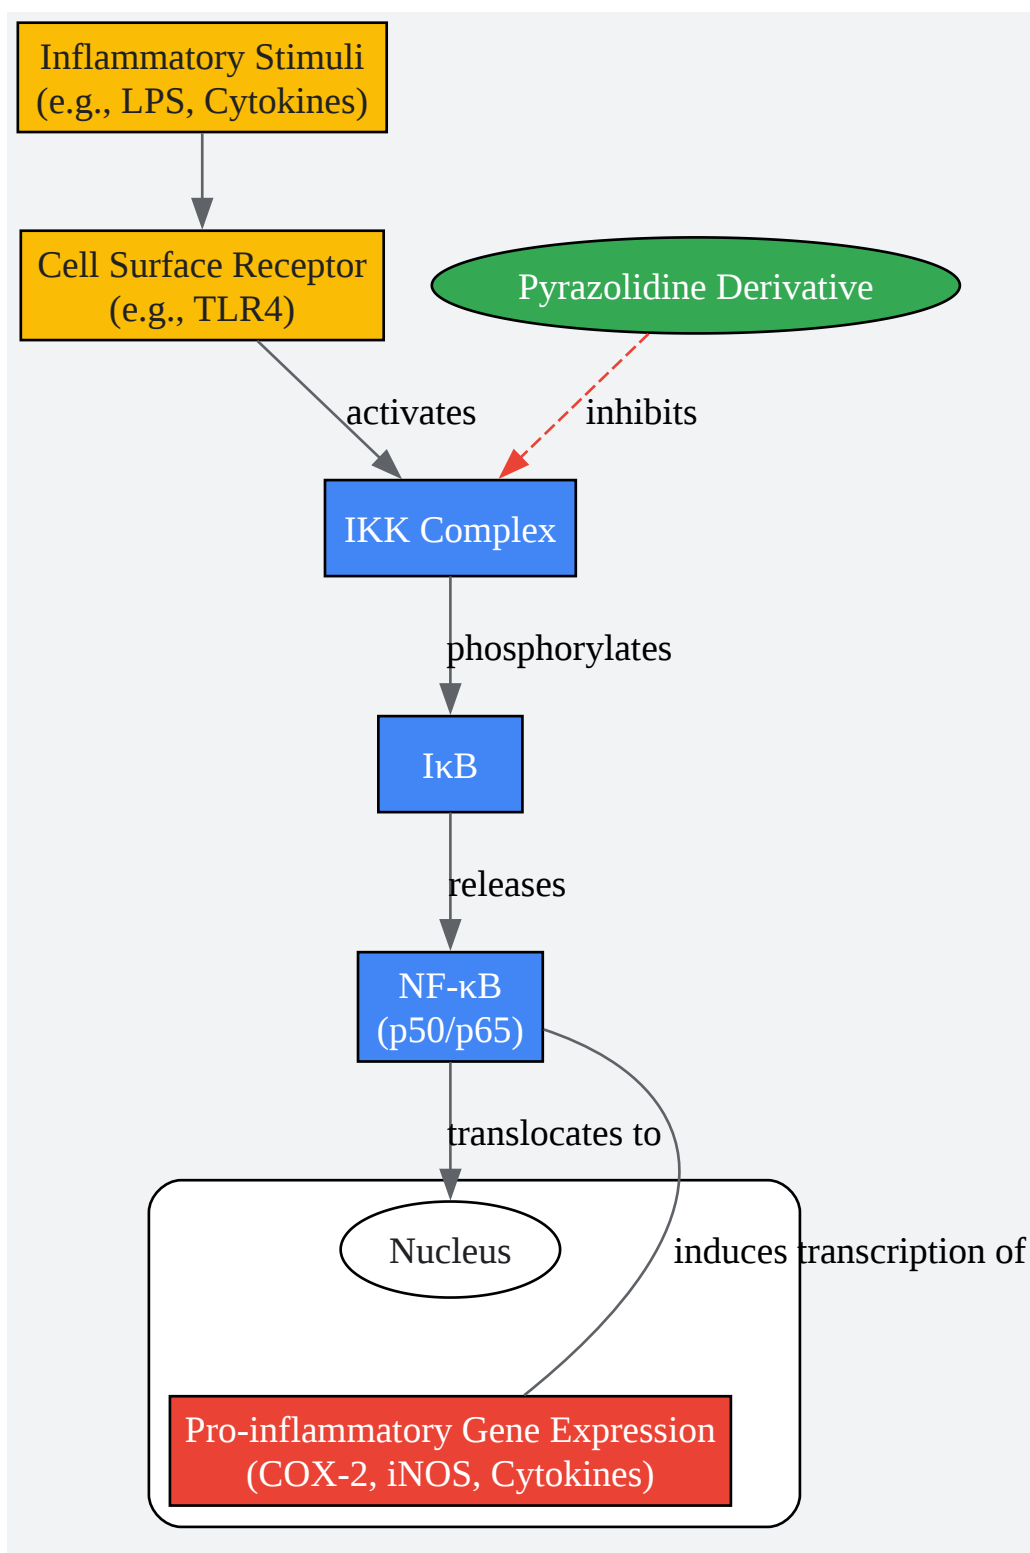 Inflammatory Stimuli
(e.g., LPS, Cytokines)
Cell Surface Receptor
(e.g., TLR4)
Pyrazolidine Derivative
activates
inhibits
IKK Complex
phosphorylates
IκB
releases
NF-κB
(p50/p65)
translocates to
Nucleus
induces transcription of
Pro-inflammatory Gene Expression
(COX-2, iNOS, Cytokines)